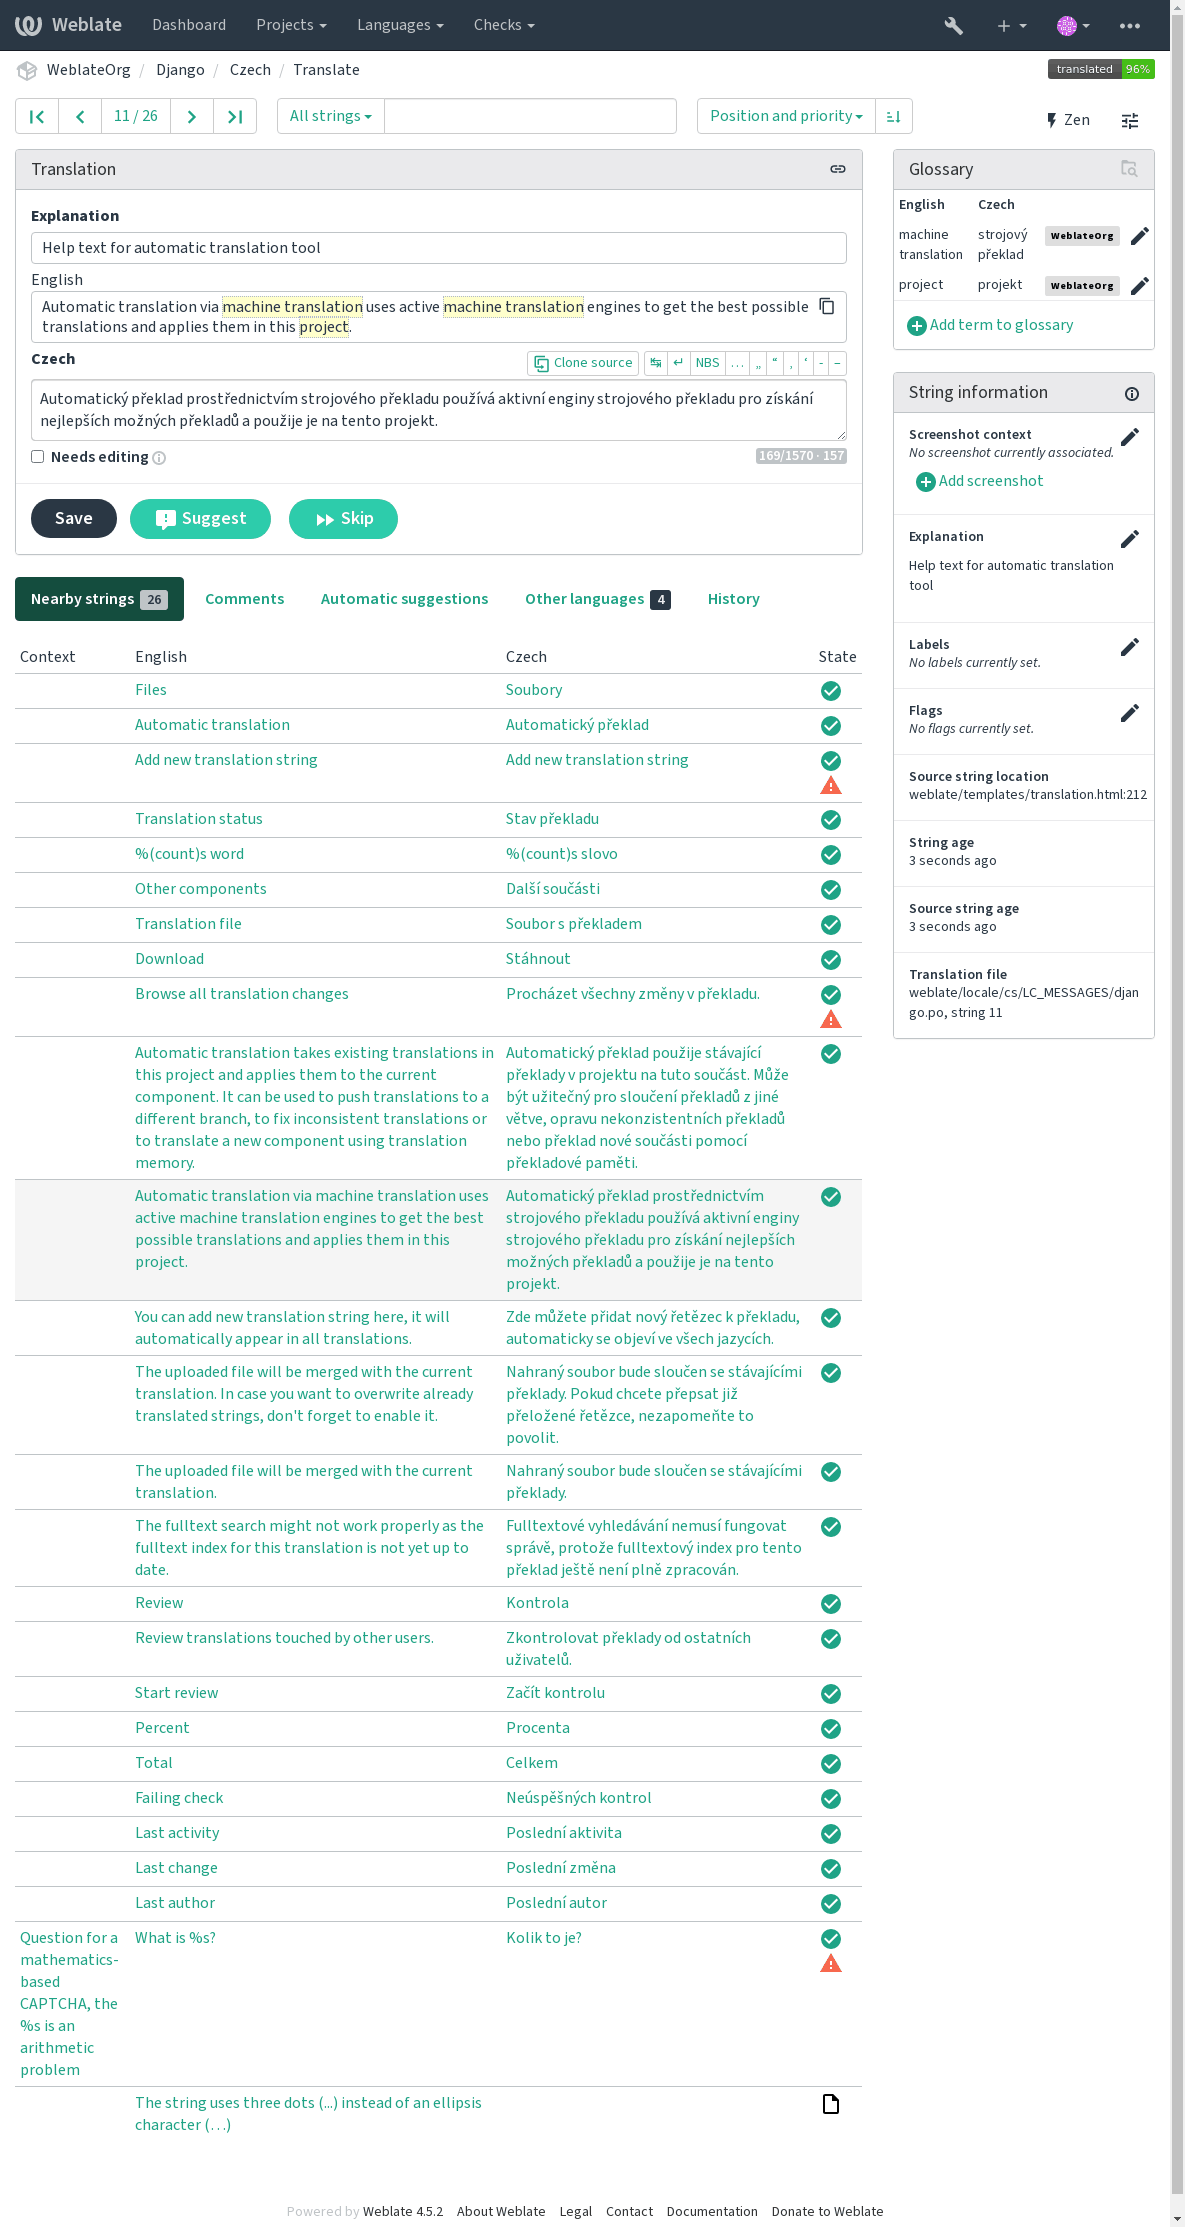 Weblate Dashboard Projects Languages Checks
WeblateOrg / Django / Czech / Translate
translated 96%
11 / 26 All strings Position and priority Zen
Translation
Explanation
Help text for automatic translation tool
English
Automatic translation via machine translation uses active machine translation engines to get the best possible
translations and applies them in this project.
Czech
Clone source ↹ ↵ NBS … „ “ ‚ ‘ - –
Automatický překlad prostřednictvím strojového překladu používá aktivní enginy strojového překladu pro získání
nejlepších možných překladů a použije je na tento projekt.
Needs editing
169/1570 · 157
Save Suggest Skip
Glossary
English Czech
machine translation strojový překlad WeblateOrg
project projekt WeblateOrg
Add term to glossary
String information
Screenshot context
No screenshot currently associated.
Add screenshot
Explanation
Help text for automatic translation
tool
Labels
No labels currently set.
Flags
No flags currently set.
Source string location
weblate/templates/translation.html:212
String age
3 seconds ago
Source string age
3 seconds ago
Translation file
weblate/locale/cs/LC_MESSAGES/djan
go.po, string 11
Nearby strings 26 Comments Automatic suggestions Other languages 4 History
Context English Czech State
Files Soubory
Automatic translation Automatický překlad
Add new translation string Add new translation string
Translation status Stav překladu
%(count)s word %(count)s slovo
Other components Další součásti
Translation file Soubor s překladem
Download Stáhnout
Browse all translation changes Procházet všechny změny v překladu.
Automatic translation takes existing translations in
this project and applies them to the current
component. It can be used to push translations to a
different branch, to fix inconsistent translations or
to translate a new component using translation
memory.
Automatický překlad použije stávající
překlady v projektu na tuto součást. Může
být užitečný pro sloučení překladů z jiné
větve, opravu nekonzistentních překladů
nebo překlad nové součásti pomocí
překladové paměti.
Automatic translation via machine translation uses
active machine translation engines to get the best
possible translations and applies them in this
project.
Automatický překlad prostřednictvím
strojového překladu používá aktivní enginy
strojového překladu pro získání nejlepších
možných překladů a použije je na tento
projekt.
You can add new translation string here, it will
automatically appear in all translations.
Zde můžete přidat nový řetězec k překladu,
automaticky se objeví ve všech jazycích.
The uploaded file will be merged with the current
translation. In case you want to overwrite already
translated strings, don't forget to enable it.
Nahraný soubor bude sloučen se stávajícími
překlady. Pokud chcete přepsat již
přeložené řetězce, nezapomeňte to
povolit.
The uploaded file will be merged with the current
translation.
Nahraný soubor bude sloučen se stávajícími
překlady.
The fulltext search might not work properly as the
fulltext index for this translation is not yet up to
date.
Fulltextové vyhledávání nemusí fungovat
správě, protože fulltextový index pro tento
překlad ještě není plně zpracován.
Review Kontrola
Review translations touched by other users.
Zkontrolovat překlady od ostatních
uživatelů.
Start review Začít kontrolu
Percent Procenta
Total Celkem
Failing check Neúspěšných kontrol
Last activity Poslední aktivita
Last change Poslední změna
Last author Poslední autor
Question for a
mathematics-
based
CAPTCHA, the
%s is an
arithmetic
problem
What is %s? Kolik to je?
The string uses three dots (...) instead of an ellipsis
character (…)
Powered by Weblate 4.5.2 About Weblate Legal Contact Documentation Donate to Weblate